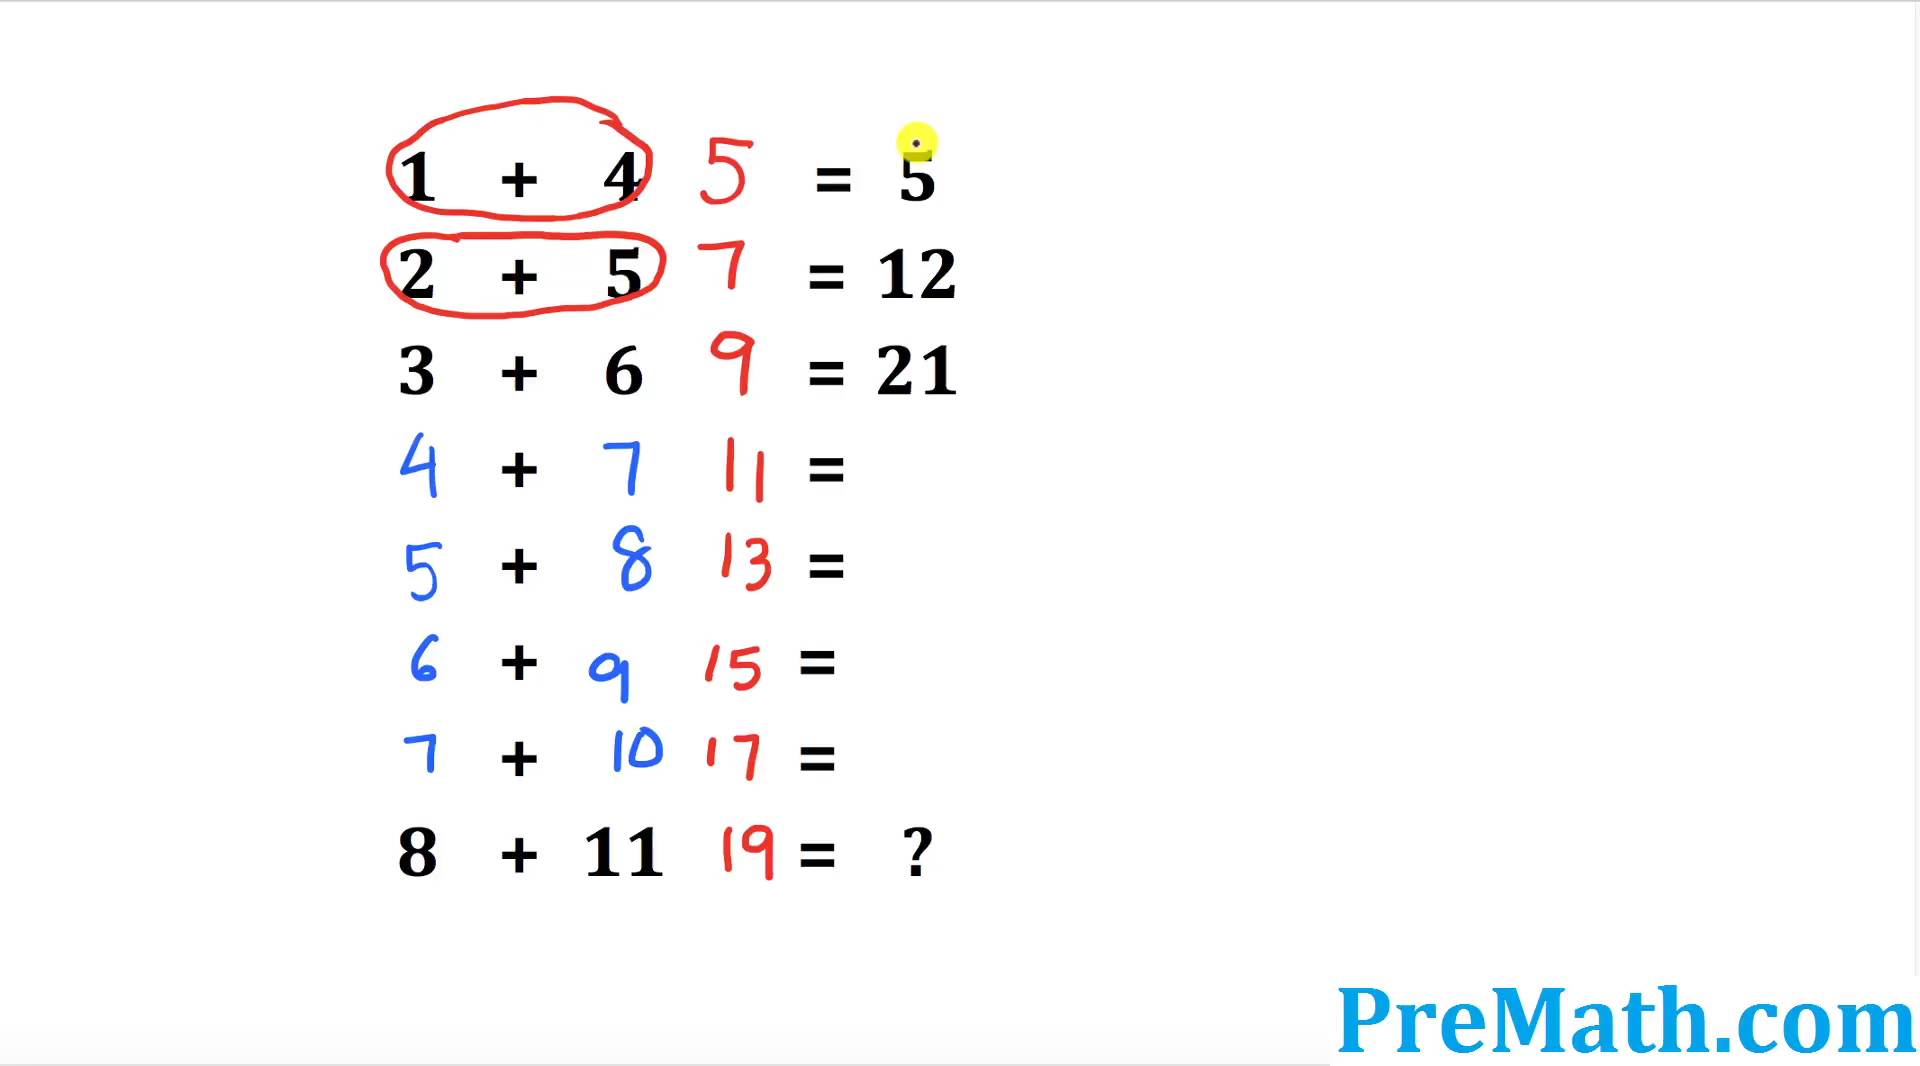 1 + 4 5 = 5
2 + 5 7 = 12
3 + 6 9 = 21
4 + 7 11 =
5 + 8 13 =
6 + 9 15 =
7 + 10 17 =
8 + 11 19 = ?
PreMath.com